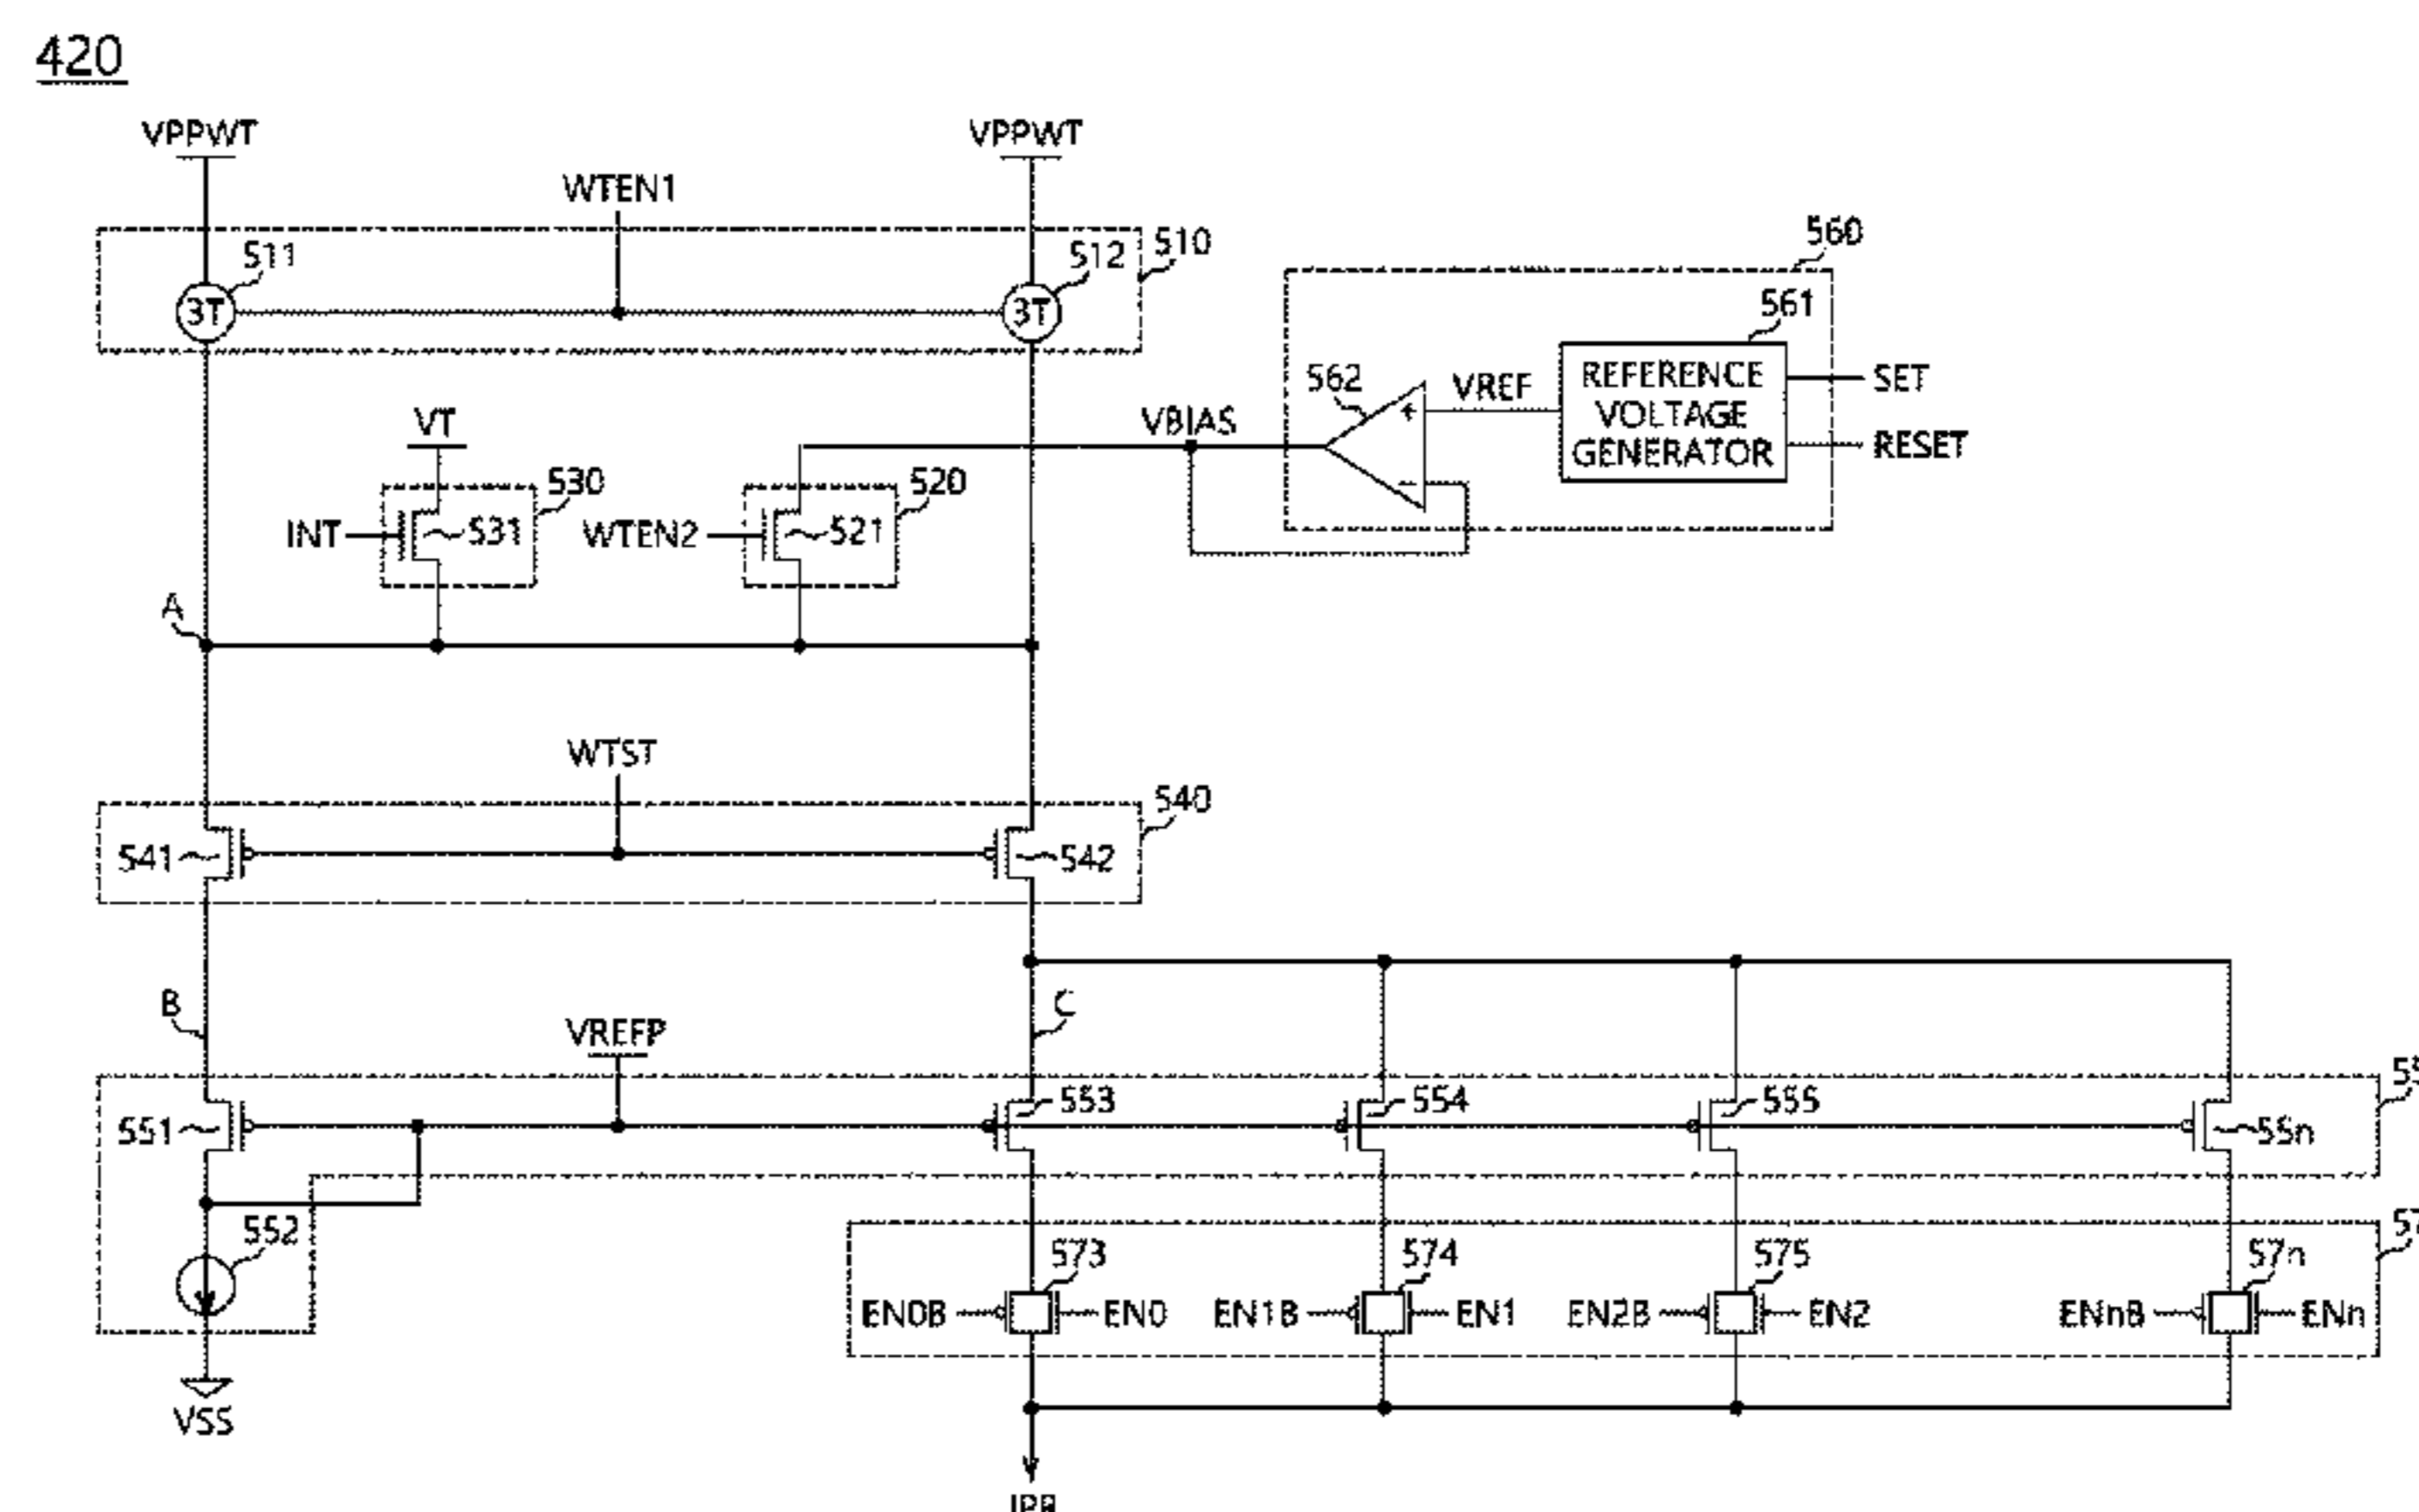 420
VPPWT VPPWT
WTEN1
511 512 510
3T 3T
560
561
562 VREF REFERENCE VOLTAGE GENERATOR SET
RESET
VT VBIAS
530 520
INT 531 WTEN2 521
A
WTST
540
541 542
B C
VREFP
551 553 554 555 55n
552
573 574 575 57n
EN0B EN0 EN1B EN1 EN2B EN2 ENnB ENn
VSS